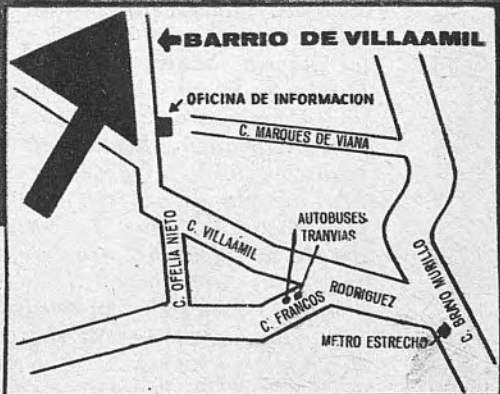 BARRIO DE VILLAAMIL
OFICINA DE INFORMACION
C. MARQUES DE VIANA
C. OFELIA NIETO
C. VILLAAMIL
AUTOBUSES
TRANVIAS
C. FRANCOS
RODRIGUEZ
C. BRAVO MURILLO
METRO ESTRECHO